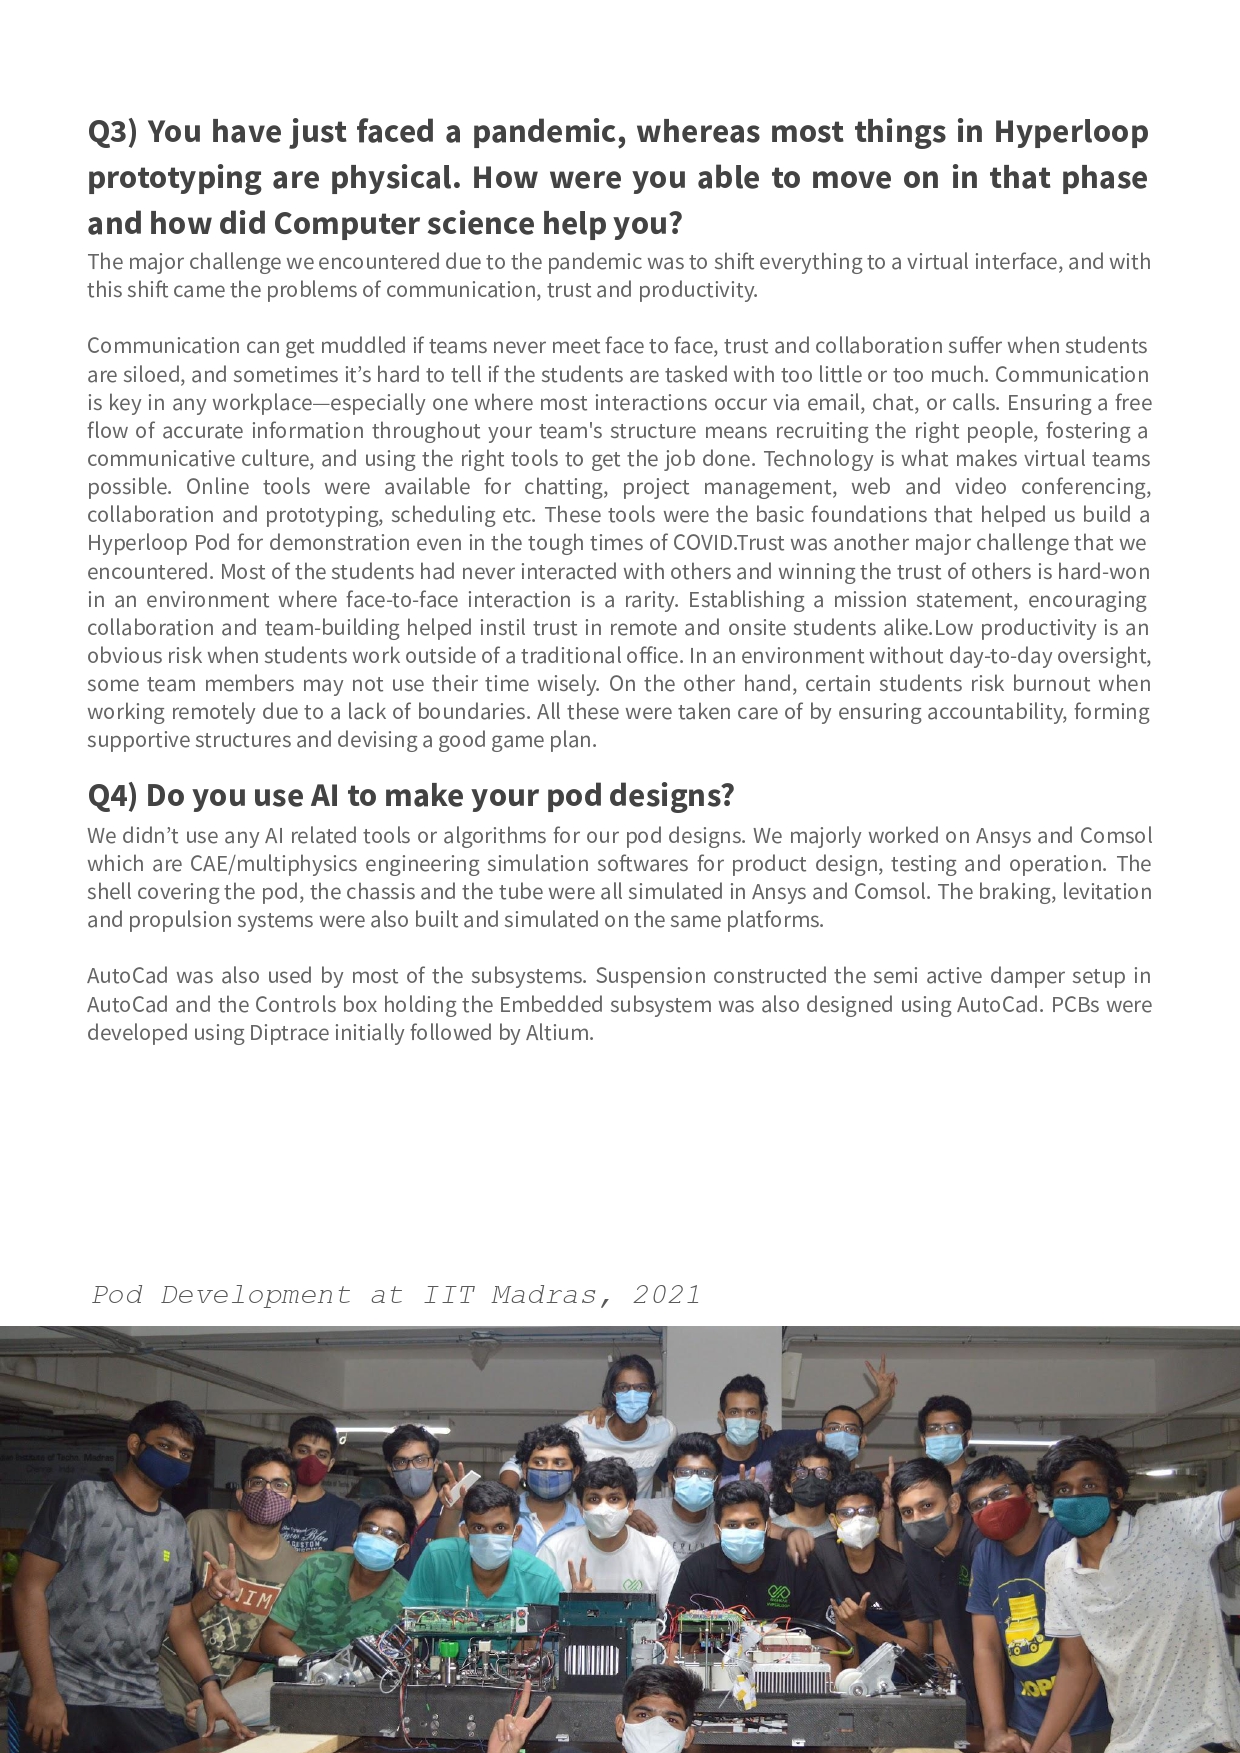 Q3) You have just faced a pandemic, whereas most things in Hyperloop
prototyping are physical. How were you able to move on in that phase
and how did Computer science help you?
The major challenge we encountered due to the pandemic was to shift everything to a virtual interface, and with
this shift came the problems of communication, trust and productivity.
Communication can get muddled if teams never meet face to face, trust and collaboration suffer when students
are siloed, and sometimes it’s hard to tell if the students are tasked with too little or too much. Communication
is key in any workplace—especially one where most interactions occur via email, chat, or calls. Ensuring a free
flow of accurate information throughout your team's structure means recruiting the right people, fostering a
communicative culture, and using the right tools to get the job done. Technology is what makes virtual teams
possible. Online tools were available for chatting, project management, web and video conferencing,
collaboration and prototyping, scheduling etc. These tools were the basic foundations that helped us build a
Hyperloop Pod for demonstration even in the tough times of COVID.Trust was another major challenge that we
encountered. Most of the students had never interacted with others and winning the trust of others is hard-won
in an environment where face-to-face interaction is a rarity. Establishing a mission statement, encouraging
collaboration and team-building helped instil trust in remote and onsite students alike.Low productivity is an
obvious risk when students work outside of a traditional office. In an environment without day-to-day oversight,
some team members may not use their time wisely. On the other hand, certain students risk burnout when
working remotely due to a lack of boundaries. All these were taken care of by ensuring accountability, forming
supportive structures and devising a good game plan.
Q4) Do you use AI to make your pod designs?
We didn’t use any AI related tools or algorithms for our pod designs. We majorly worked on Ansys and Comsol
which are CAE/multiphysics engineering simulation softwares for product design, testing and operation. The
shell covering the pod, the chassis and the tube were all simulated in Ansys and Comsol. The braking, levitation
and propulsion systems were also built and simulated on the same platforms.
AutoCad was also used by most of the subsystems. Suspension constructed the semi active damper setup in
AutoCad and the Controls box holding the Embedded subsystem was also designed using AutoCad. PCBs were
developed using Diptrace initially followed by Altium.
Pod Development at IIT Madras, 2021